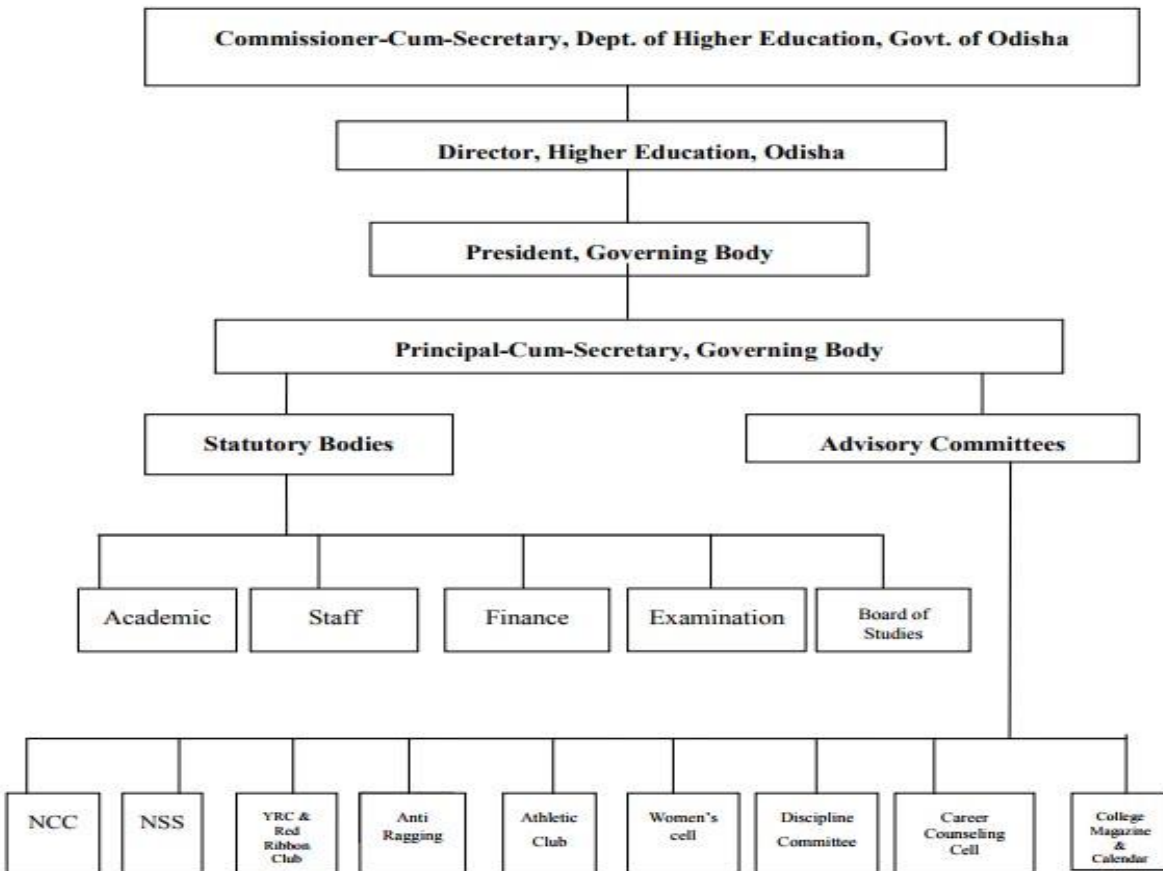 Commissioner-Cum-Secretary, Dept. of Higher Education, Govt. of Odisha
Director, Higher Education, Odisha
President, Governing Body
Principal-Cum-Secretary, Governing Body
Statutory Bodies
Advisory Committees
Academic
Staff
Finance
Examination
Board of
Studies
NCC
NSS
YRC &
Red
Ribbon
Club
Anti
Ragging
Athletic
Club
Women's
cell
Discipline
Committee
Career
Counseling
Cell
College
Magazine
&
Calendar